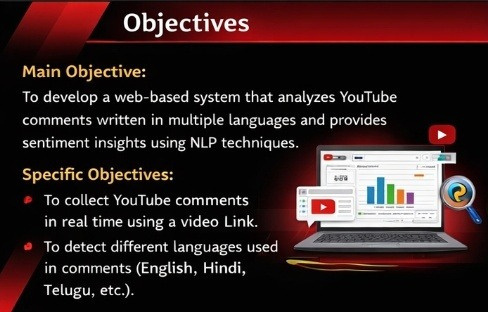 Objectives
Main Objective:
To develop a web-based system that analyzes YouTube
comments written in multiple languages and provides
sentiment insights using NLP techniques.
Specific Objectives:
To collect YouTube comments
in real time using a video Link.
To detect different languages used
in comments (English, Hindi,
Telugu, etc.).